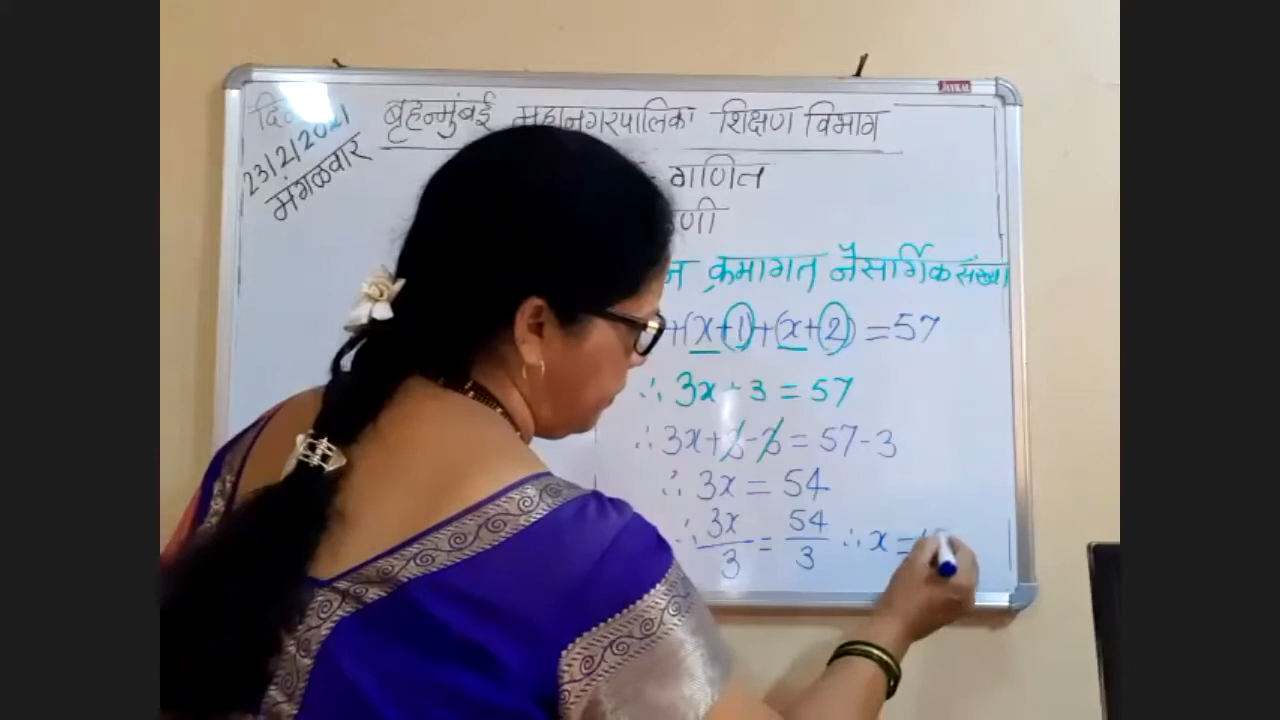 बृहन्मुंबई महानगरपालिका शिक्षण विभाग
23/2/2021
मंगळवार
गणित
क्रमागत नैसर्गिक संख्या
+(x+1)+(x+2) = 57
∴ 3x + 3 = 57
∴ 3x+3-3 = 57-3
∴ 3x = 54
∴ 3x/3 = 54/3 ∴ x =